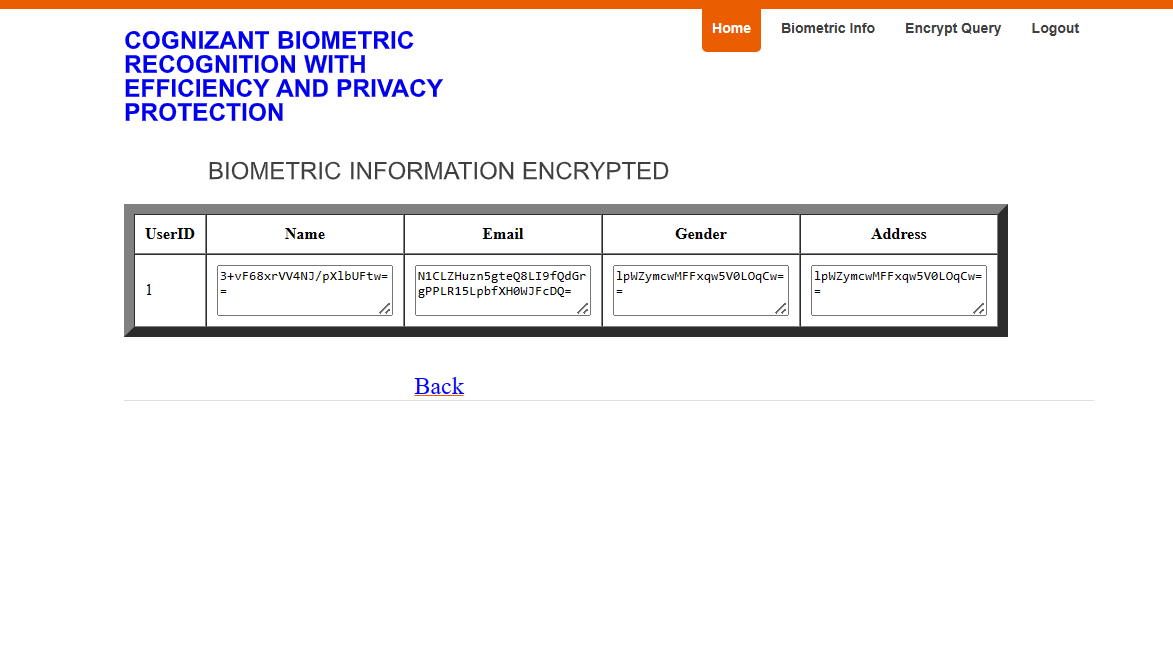 Home Biometric Info Encrypt Query Logout
COGNIZANT BIOMETRIC
RECOGNITION WITH
EFFICIENCY AND PRIVACY
PROTECTION
BIOMETRIC INFORMATION ENCRYPTED
UserID Name Email Gender Address
1
3+vF68xrVV4NJ/pXlbUFtw=
=
N1CLZHuzn5gteQ8LI9fQdGr
gPPLR15LpbfXH0WJFcDQ=
lpWZymcwMFFxqw5V0LOqCw=
=
lpWZymcwMFFxqw5V0LOqCw=
=
Back